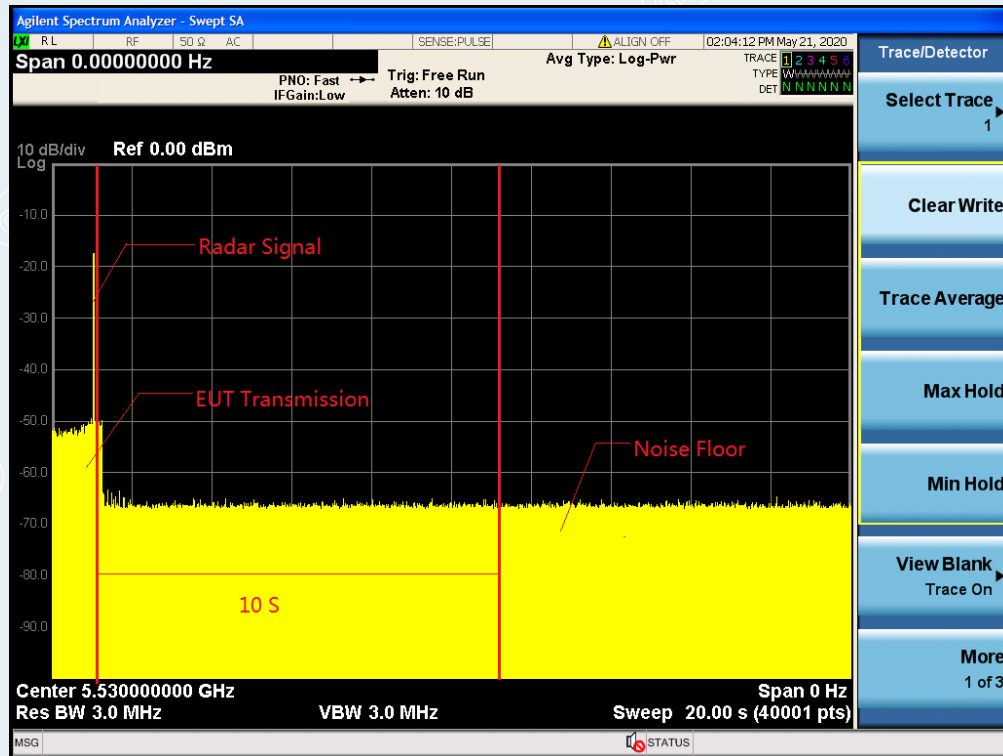 Agilent Spectrum Analyzer - Swept SA
LXI RL RF 50 Ω AC SENSE:PULSE ALIGN OFF 02:04:12 PM May 21, 2020
Span 0.00000000 Hz
PNO: Fast
IFGain:Low
Trig: Free Run
Atten: 10 dB
Avg Type: Log-Pwr
TRACE 1 2 3 4 5 6
TYPE WWWWWW
DET N N N N N N
Trace/Detector
Select Trace
1
Clear Write
Trace Average
Max Hold
Min Hold
View Blank
Trace On
More
1 of 3
10 dB/div Ref 0.00 dBm
Log
-10.0
-20.0
-30.0
-40.0
-50.0
-60.0
-70.0
-80.0
-90.0
Radar Signal
EUT Transmission
Noise Floor
10 S
Center 5.530000000 GHz Span 0 Hz
Res BW 3.0 MHz VBW 3.0 MHz Sweep 20.00 s (40001 pts)
MSG STATUS